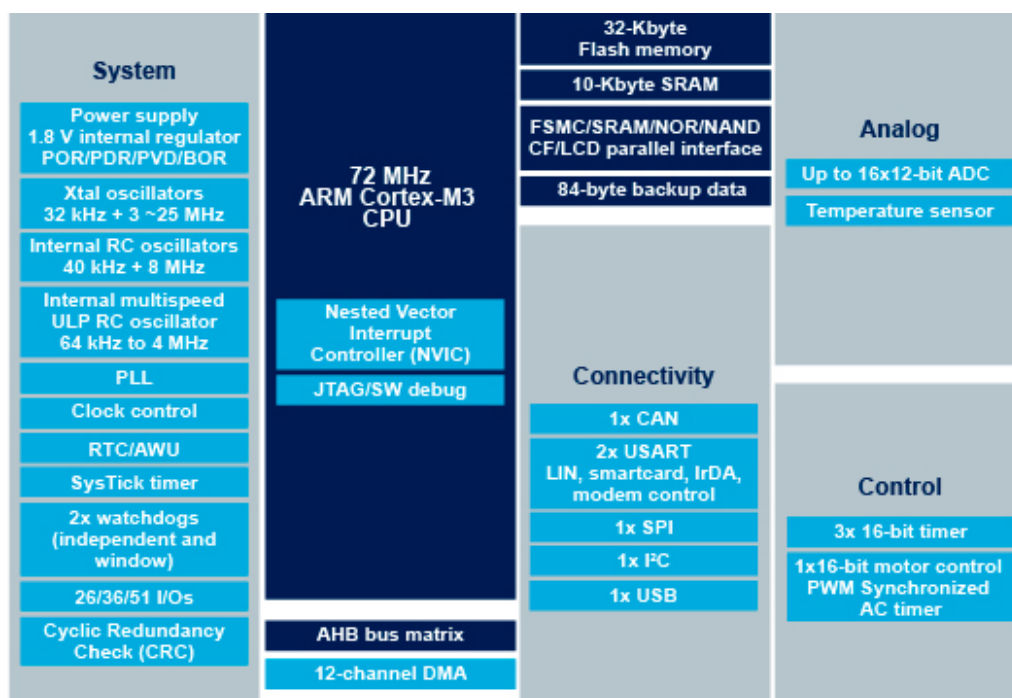 System
Power supply
1.8 V internal regulator
POR/PDR/PVD/BOR
Xtal oscillators
32 kHz + 3 ~25 MHz
Internal RC oscillators
40 kHz + 8 MHz
Internal multispeed
ULP RC oscillator
64 kHz to 4 MHz
PLL
Clock control
RTC/AWU
SysTick timer
2x watchdogs
(independent and
window)
26/36/51 I/Os
Cyclic Redundancy
Check (CRC)
72 MHz
ARM Cortex-M3
CPU
Nested Vector
Interrupt
Controller (NVIC)
JTAG/SW debug
AHB bus matrix
12-channel DMA
32-Kbyte
Flash memory
10-Kbyte SRAM
FSMC/SRAM/NOR/NAND
CF/LCD parallel interface
84-byte backup data
Connectivity
1x CAN
2x USART
LIN, smartcard, IrDA,
modem control
1x SPI
1x I²C
1x USB
Analog
Up to 16x12-bit ADC
Temperature sensor
Control
3x 16-bit timer
1x16-bit motor control
PWM Synchronized
AC timer